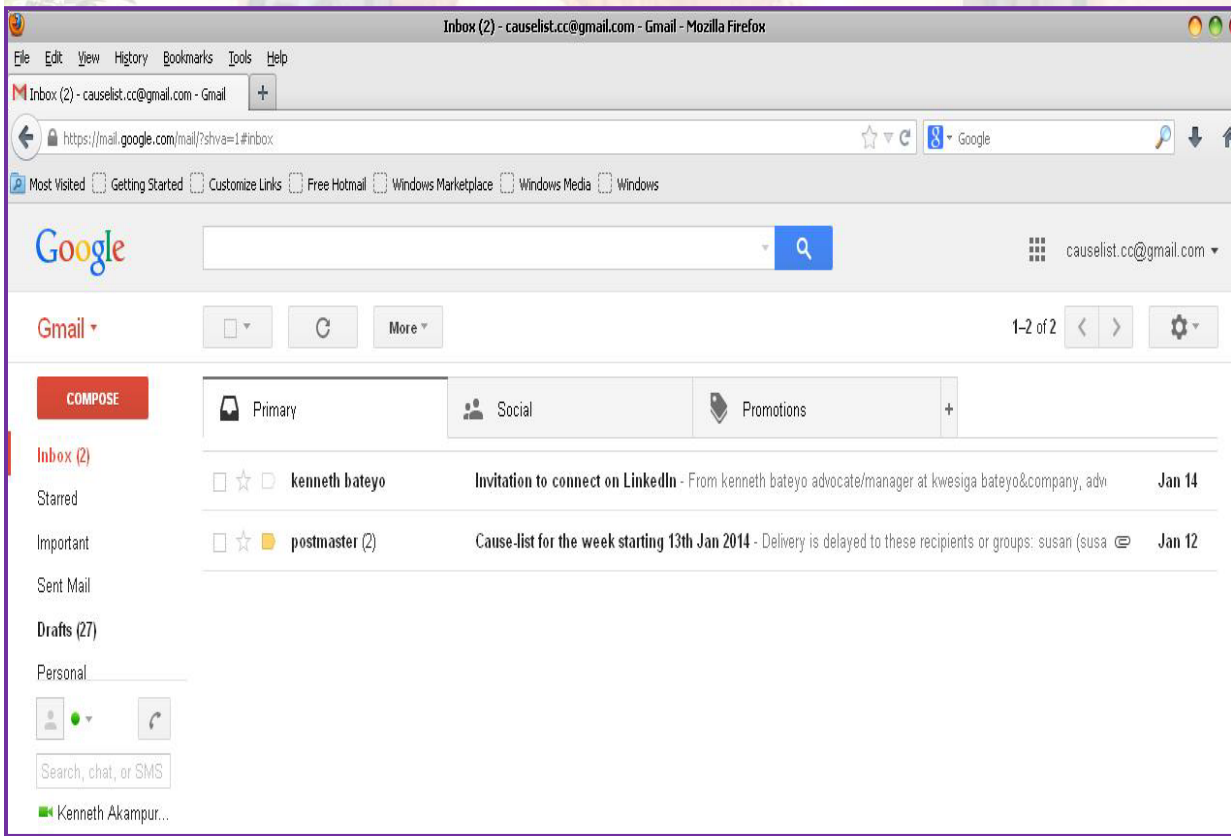 Inbox (2) - causelist.cc@gmail.com - Gmail - Mozilla Firefox
File Edit View History Bookmarks Tools Help
Inbox (2) - causelist.cc@gmail.com - Gmail +
https://mail.google.com/mail/?shva=1#inbox Google
Most Visited Getting Started Customize Links Free Hotmail Windows Marketplace Windows Media Windows
Google causelist.cc@gmail.com
Gmail More 1–2 of 2
COMPOSE Primary Social Promotions +
Inbox (2)
kenneth bateyo Invitation to connect on LinkedIn - From kenneth bateyo advocate/manager at kwesiga bateyo&company, adv Jan 14
Starred
Important postmaster (2) Cause-list for the week starting 13th Jan 2014 - Delivery is delayed to these recipients or groups: susan (susa Jan 12
Sent Mail
Drafts (27)
Personal
Search, chat, or SMS
Kenneth Akampur...